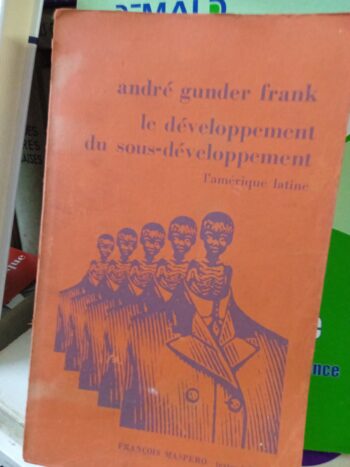 andré gunder frank
le développement
du sous-développement
l'amérique latine
FRANÇOIS MASPERO